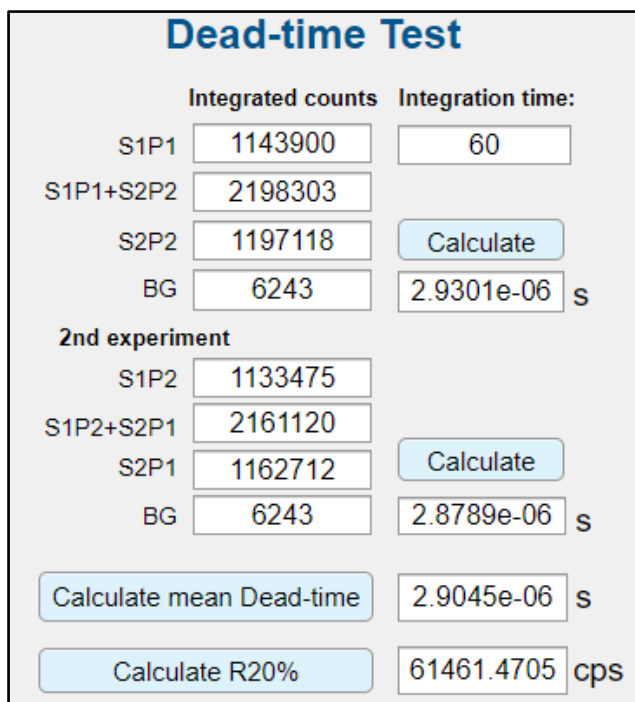 Dead-time Test
Integrated counts Integration time:
S1P1 1143900 60
S1P1+S2P2 2198303
S2P2 1197118 Calculate
BG 6243 2.9301e-06 s
2nd experiment
S1P2 1133475
S1P2+S2P1 2161120
S2P1 1162712 Calculate
BG 6243 2.8789e-06 s
Calculate mean Dead-time 2.9045e-06 s
Calculate R20% 61461.4705 cps